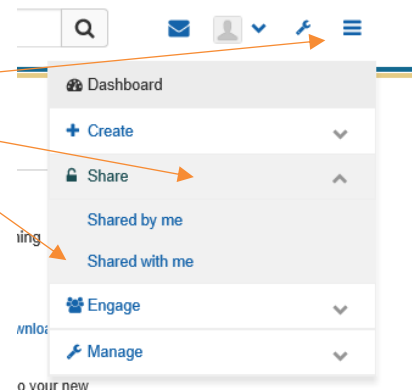 Dashboard
Create
Share
Shared by me
ning
Shared with me
Engage
wnloa
Manage
o your new